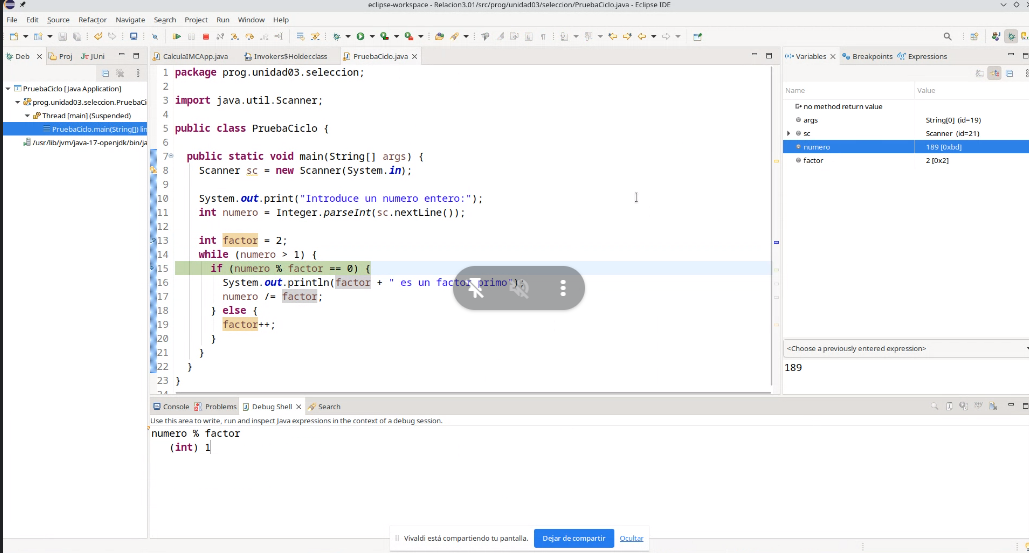 eclipse-workspace - Relacion3.01/src/prog/unidad03/seleccion/PruebaCiclo.java - Eclipse IDE
File Edit Source Refactor Navigate Search Project Run Window Help
Deb Proj JUni
PruebaCiclo [Java Application]
prog.unidad03.seleccion.PruebaCi
Thread [main] (Suspended)
PruebaCiclo.main(String[]) lin
/usr/lib/jvm/java-17-openjdk/bin/ja
CalculaIMCApp.java Invokers$Holder.class PruebaCiclo.java
1 package prog.unidad03.seleccion;
2
3 import java.util.Scanner;
4
5 public class PruebaCiclo {
6
7 public static void main(String[] args) {
8 Scanner sc = new Scanner(System.in);
9
10 System.out.print("Introduce un numero entero:");
11 int numero = Integer.parseInt(sc.nextLine());
12
13 int factor = 2;
14 while (numero > 1) {
15 if (numero % factor == 0) {
16 System.out.println(factor + " es un factor primo");
17 numero /= factor;
18 } else {
19 factor++;
20 }
21 }
22 }
23 }
24
Variables Breakpoints Expressions
Name Value
no method return value
args String[0] (id=19)
sc Scanner (id=21)
numero 189 [0xbd]
factor 2 [0x2]
<Choose a previously entered expression>
189
Console Problems Debug Shell Search
Use this area to write, run and inspect Java expressions in the context of a debug session.
numero % factor
(int) 1
Vivaldi está compartiendo tu pantalla. Dejar de compartir Ocultar